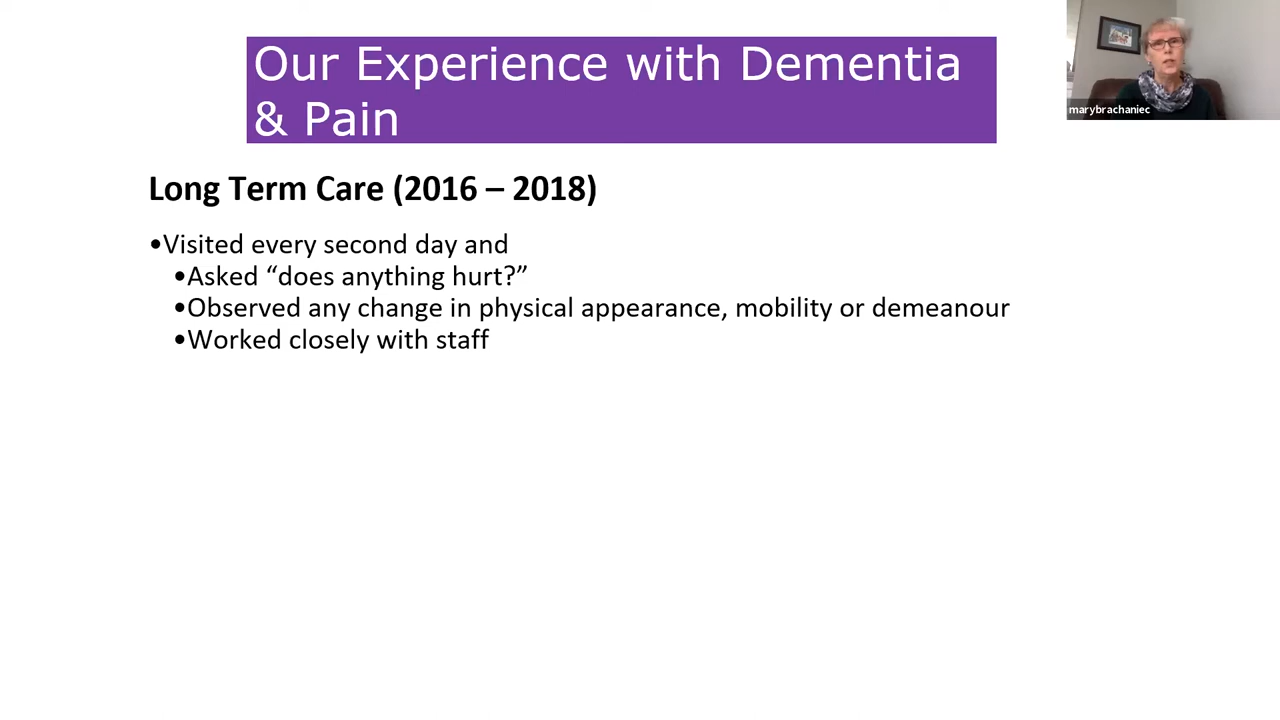 Our Experience with Dementia
& Pain
marybrachaniec
Long Term Care (2016 – 2018)
•Visited every second day and
•Asked “does anything hurt?”
•Observed any change in physical appearance, mobility or demeanour
•Worked closely with staff